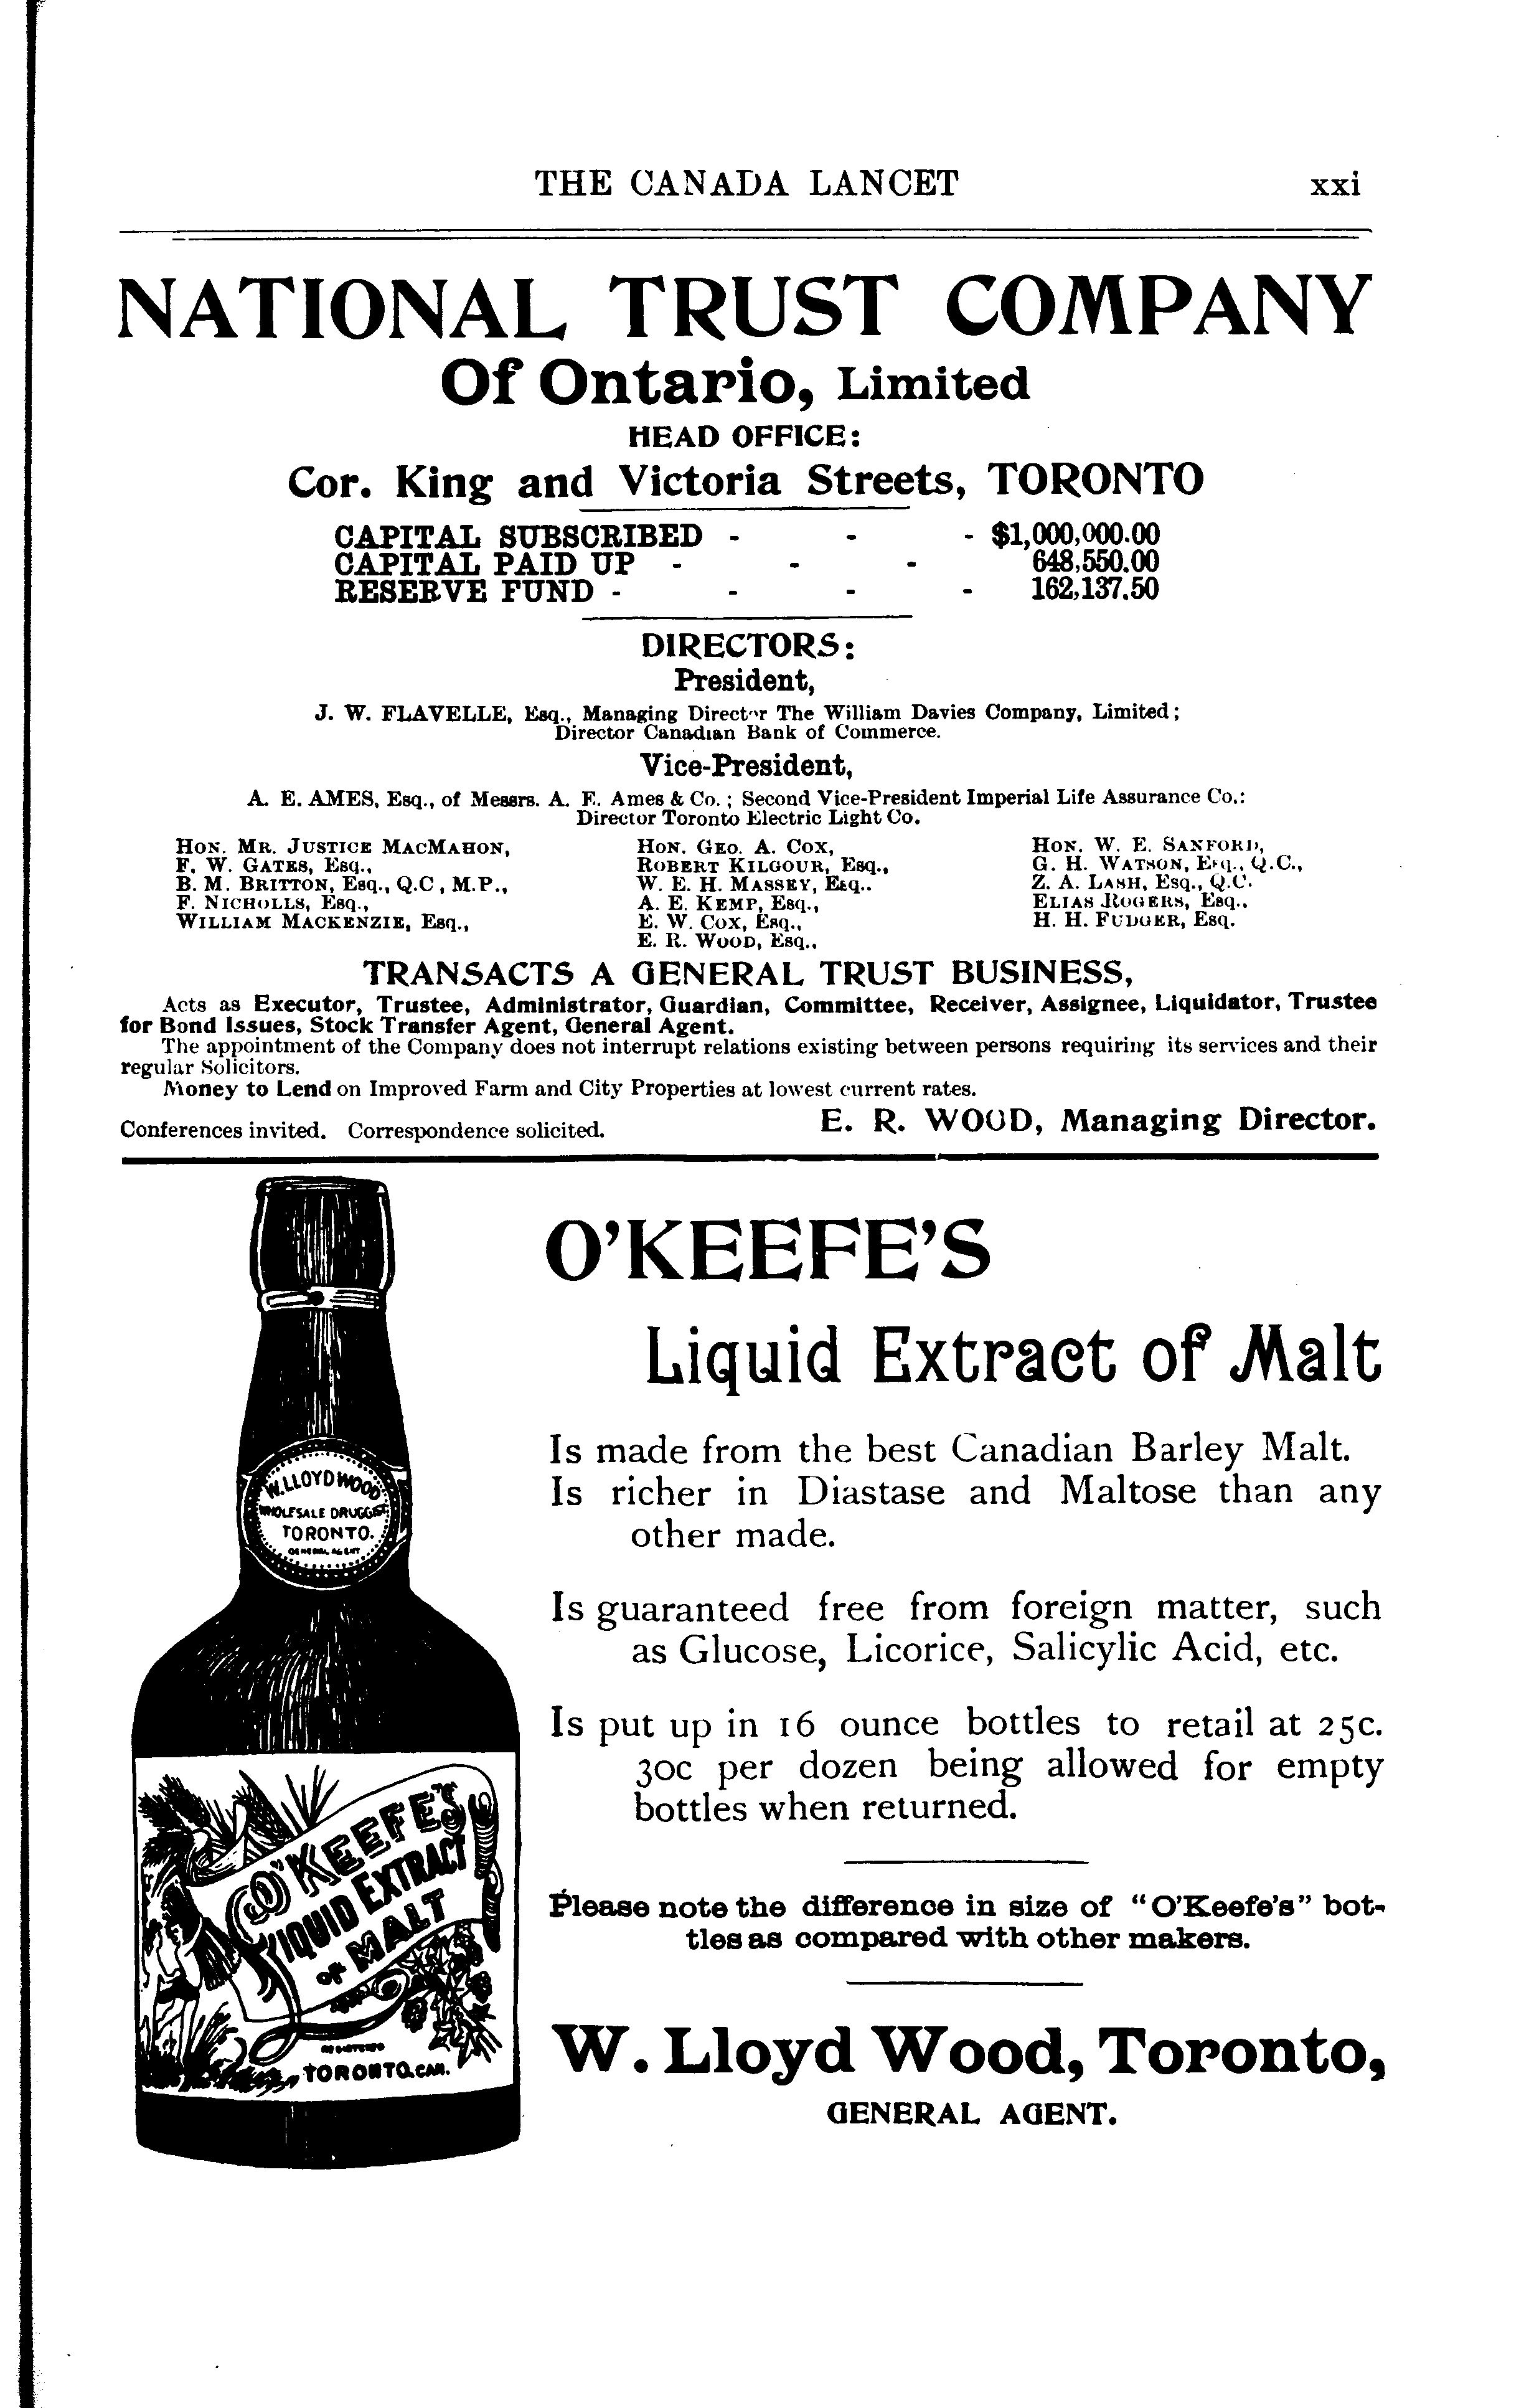 THE CANADA LANCET xxi
NATIONAL TRUST COMPANY
Of Ontario, Limited
HEAD OFFICE:
Cor. King and Victoria Streets, TORONTO
CAPITAL SUBSCRIBED - - - $1,000,000.00
CAPITAL PAID UP - - - 648,550.00
RESERVE FUND - - - - 162,137.50
DIRECTORS:
President,
J. W. FLAVELLE, Esq., Managing Director The William Davies Company, Limited;
Director Canadian Bank of Commerce.
Vice-President,
A. E. AMES, Esq., of Messrs. A. E. Ames & Co.; Second Vice-President Imperial Life Assurance Co.:
Director Toronto Electric Light Co.
HON. MR. JUSTICE MACMAHON,
F. W. GATES, Esq.,
B. M. BRITTON, Esq., Q.C, M.P.,
F. NICHOLLS, Esq.,
WILLIAM MACKENZIE, Esq.,
HON. GEO. A. COX,
ROBERT KILGOUR, Esq.,
W. E. H. MASSEY, Esq..
A. E. KEMP, Esq.,
E. W. COX, Esq.,
E. R. WOOD, Esq.,
HON. W. E. SANFORD,
G. H. WATSON, Esq., Q.C.,
Z. A. LASH, Esq., Q.C.
ELIAS ROGERS, Esq..
H. H. FUDGER, Esq.
TRANSACTS A GENERAL TRUST BUSINESS,
Acts as Executor, Trustee, Administrator, Guardian, Committee, Receiver, Assignee, Liquidator, Trustee
for Bond Issues, Stock Transfer Agent, General Agent.
The appointment of the Company does not interrupt relations existing between persons requiring its services and their
regular Solicitors.
Money to Lend on Improved Farm and City Properties at lowest current rates.
Conferences invited. Correspondence solicited. E. R. WOOD, Managing Director.
O'KEEFE'S
Liquid Extract of Malt
Is made from the best Canadian Barley Malt.
Is richer in Diastase and Maltose than any
other made.
Is guaranteed free from foreign matter, such
as Glucose, Licorice, Salicylic Acid, etc.
Is put up in 16 ounce bottles to retail at 25c.
30c per dozen being allowed for empty
bottles when returned.
Please note the difference in size of "O'Keefe's" bot-
tles as compared with other makers.
W. Lloyd Wood, Toronto,
GENERAL AGENT.
W. LLOYD WOOD
WHOLESALE DRUGGIST
TORONTO.
GENERAL AGENT
O'KEEFE'S
LIQUID EXTRACT
OF MALT
REGISTERED
TORONTO. CAN.